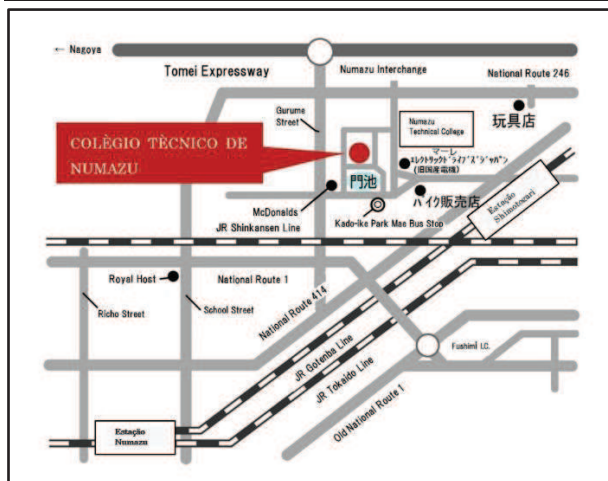 ← Nagoya
Tomei Expressway
Numazu Interchange
National Route 246
Gurume
Street
Numazu
Technical College
玩具店
COLÈGIO TÈCNICO DE
NUMAZU
マーレ
ｴﾚｸﾄﾘｯｸﾄﾞﾗｲﾌﾞｽﾞｼﾞｬﾊﾟﾝ
(旧国産電機)
門池
McDonalds
バイク販売店
Kado-ike Park Mae Bus Stop
Estação
Shimotogari
JR Shinkansen Line
Royal Host
National Route 1
Richo Street
School Street
National Route 414
JR Gotenba Line
JR Tokaido Line
Fushimi I.C.
Old National Route 1
Estação
Numazu